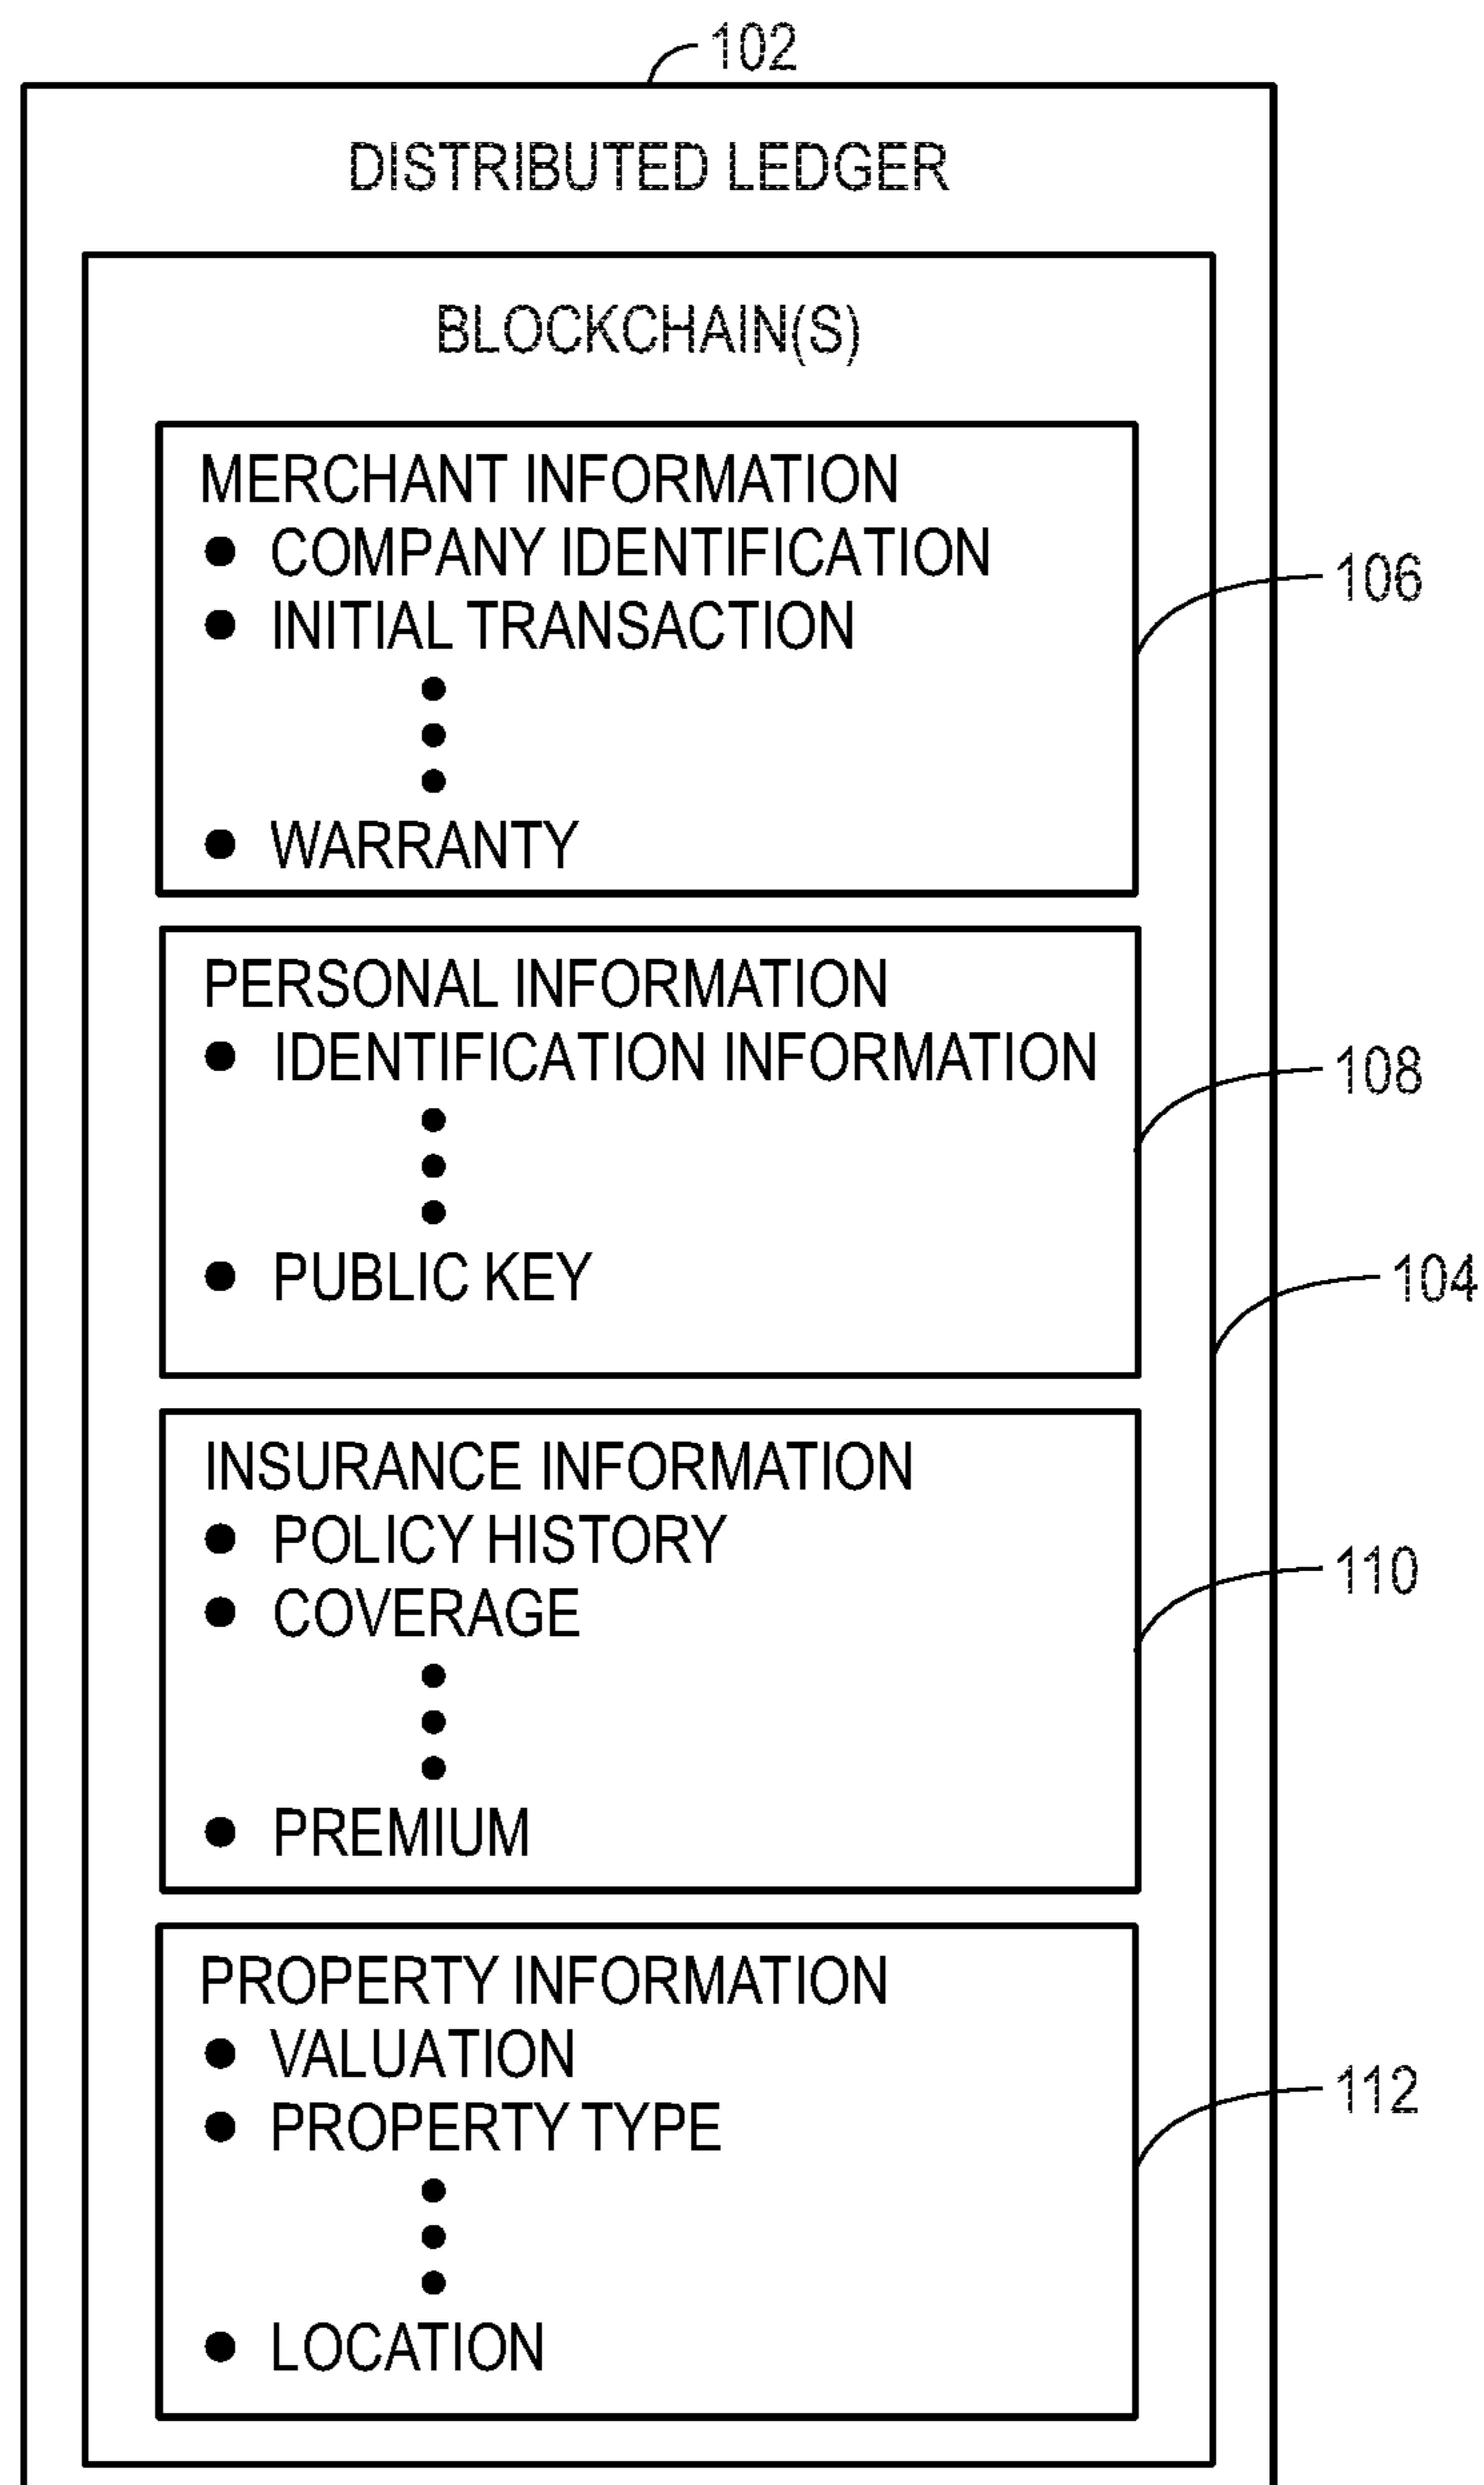 102
DISTRIBUTED LEDGER
BLOCKCHAIN(S)
MERCHANT INFORMATION
● COMPANY IDENTIFICATION
● INITIAL TRANSACTION
● WARRANTY
106
PERSONAL INFORMATION
● IDENTIFICATION INFORMATION
● PUBLIC KEY
108
104
INSURANCE INFORMATION
● POLICY HISTORY
● COVERAGE
● PREMIUM
110
PROPERTY INFORMATION
● VALUATION
● PROPERTY TYPE
● LOCATION
112